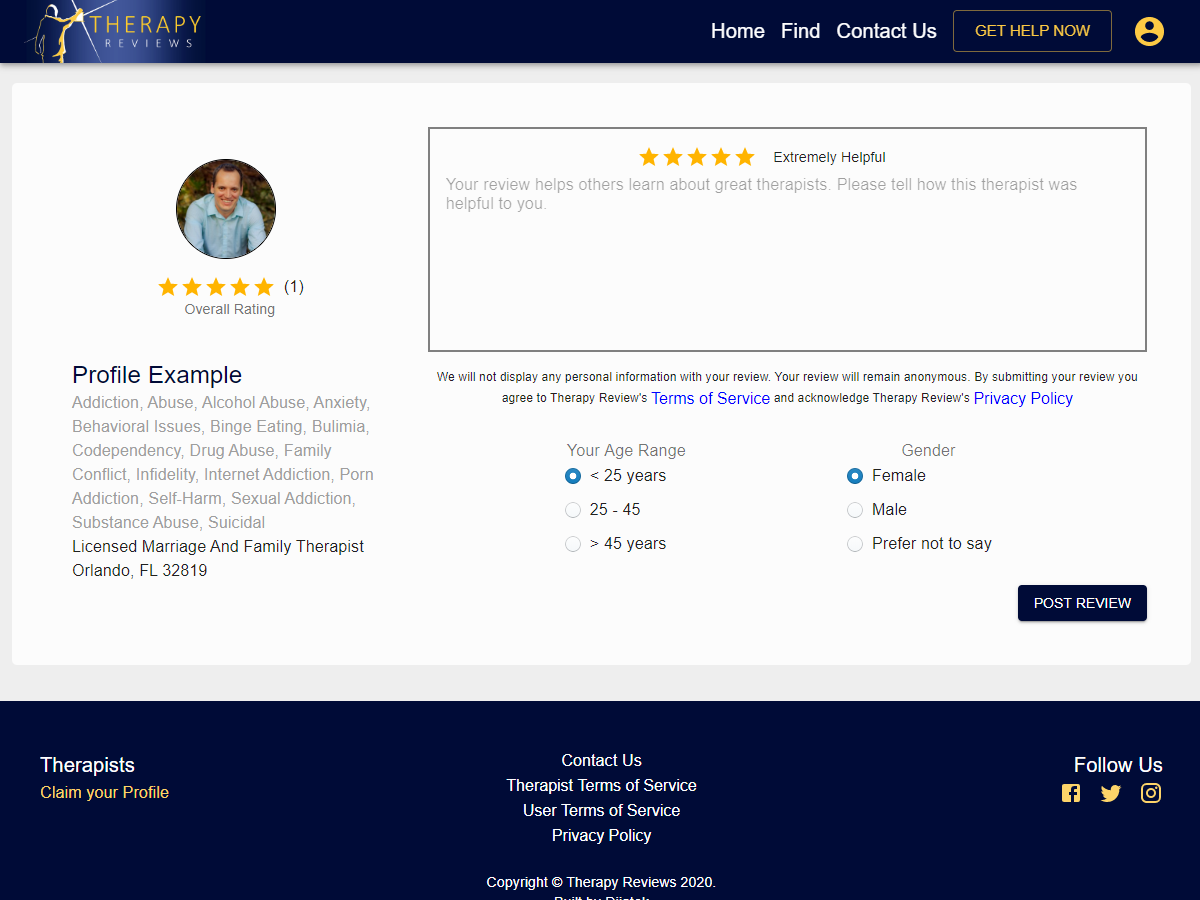 THERAPY
REVIEWS
Home Find Contact Us GET HELP NOW
Extremely Helpful
Your review helps others learn about great therapists. Please tell how this therapist was
helpful to you.
(1)
Overall Rating
Profile Example
Addiction, Abuse, Alcohol Abuse, Anxiety,
Behavioral Issues, Binge Eating, Bulimia,
Codependency, Drug Abuse, Family
Conflict, Infidelity, Internet Addiction, Porn
Addiction, Self-Harm, Sexual Addiction,
Substance Abuse, Suicidal
Licensed Marriage And Family Therapist
Orlando, FL 32819
We will not display any personal information with your review. Your review will remain anonymous. By submitting your review you
agree to Therapy Review's Terms of Service and acknowledge Therapy Review's Privacy Policy
Your Age Range
< 25 years
25 - 45
> 45 years
Gender
Female
Male
Prefer not to say
POST REVIEW
Therapists
Claim your Profile
Contact Us
Therapist Terms of Service
User Terms of Service
Privacy Policy
Follow Us
Copyright © Therapy Reviews 2020.
Built by